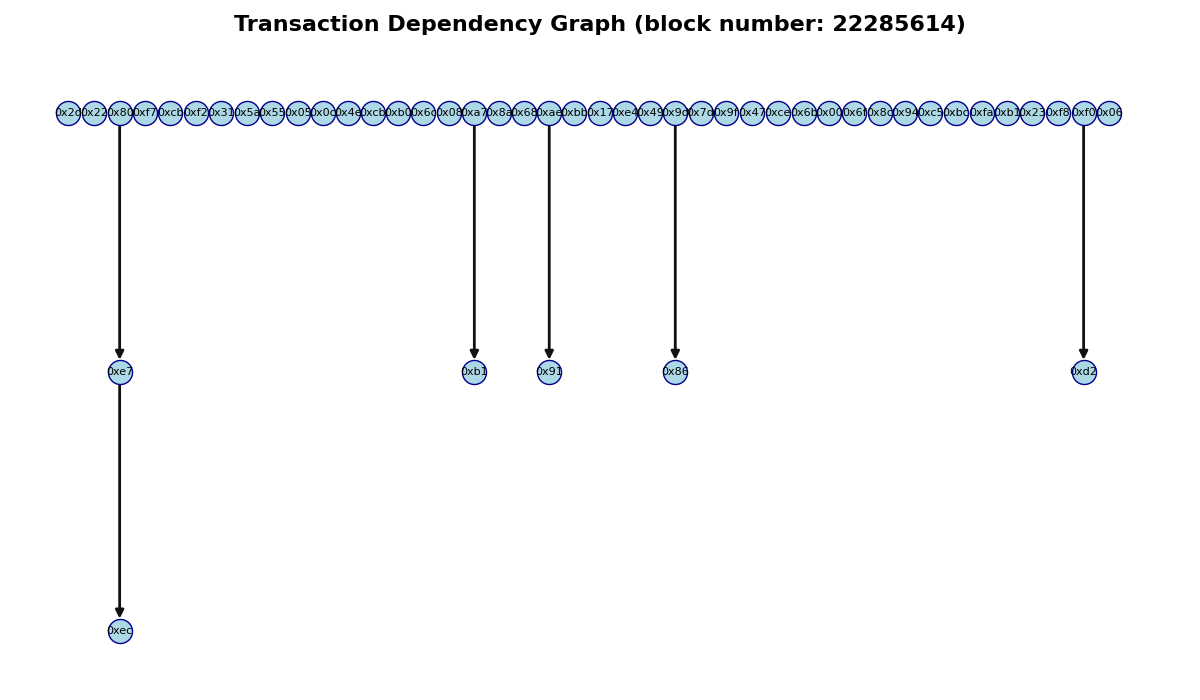 Transaction Dependency Graph (block number: 22285614)
0x2d 0x22 0x80 0xf7 0xcb 0xf2 0x31 0x5a 0x55 0x05 0x0c 0x4e 0xcb 0xb0 0x6c 0x08 0xa7 0x8a 0x68 0xae 0xbb 0x17 0xe4 0x49 0x9d 0x7d 0x9f 0x47 0xce 0x6b 0x00 0x6f 0x8c 0x94 0xc5 0xbc 0xfa 0xb1 0x23 0xf8 0xf0 0x06
0xe7 0xb1 0x91 0x86 0xd2
0xec